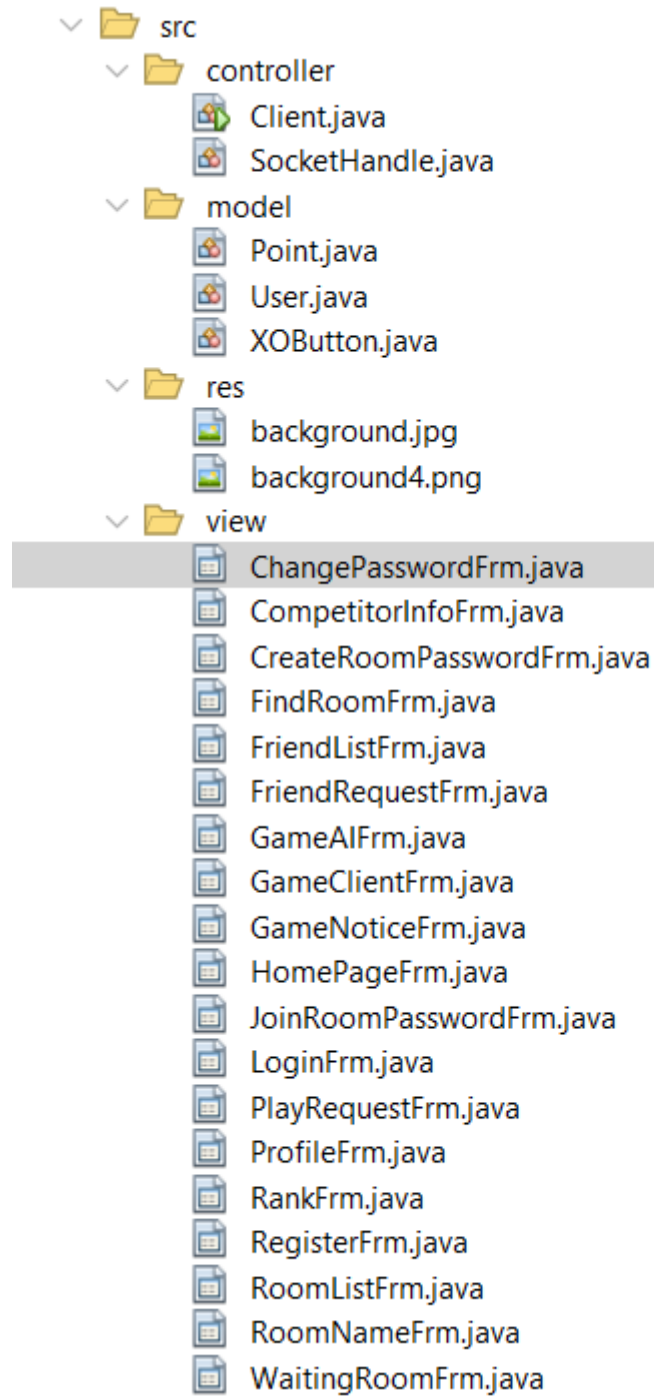 src
controller
Client.java
SocketHandle.java
model
Point.java
User.java
XOButton.java
res
background.jpg
background4.png
view
ChangePasswordFrm.java
CompetitorInfoFrm.java
CreateRoomPasswordFrm.java
FindRoomFrm.java
FriendListFrm.java
FriendRequestFrm.java
GameAIFrm.java
GameClientFrm.java
GameNoticeFrm.java
HomePageFrm.java
JoinRoomPasswordFrm.java
LoginFrm.java
PlayRequestFrm.java
ProfileFrm.java
RankFrm.java
RegisterFrm.java
RoomListFrm.java
RoomNameFrm.java
WaitingRoomFrm.java